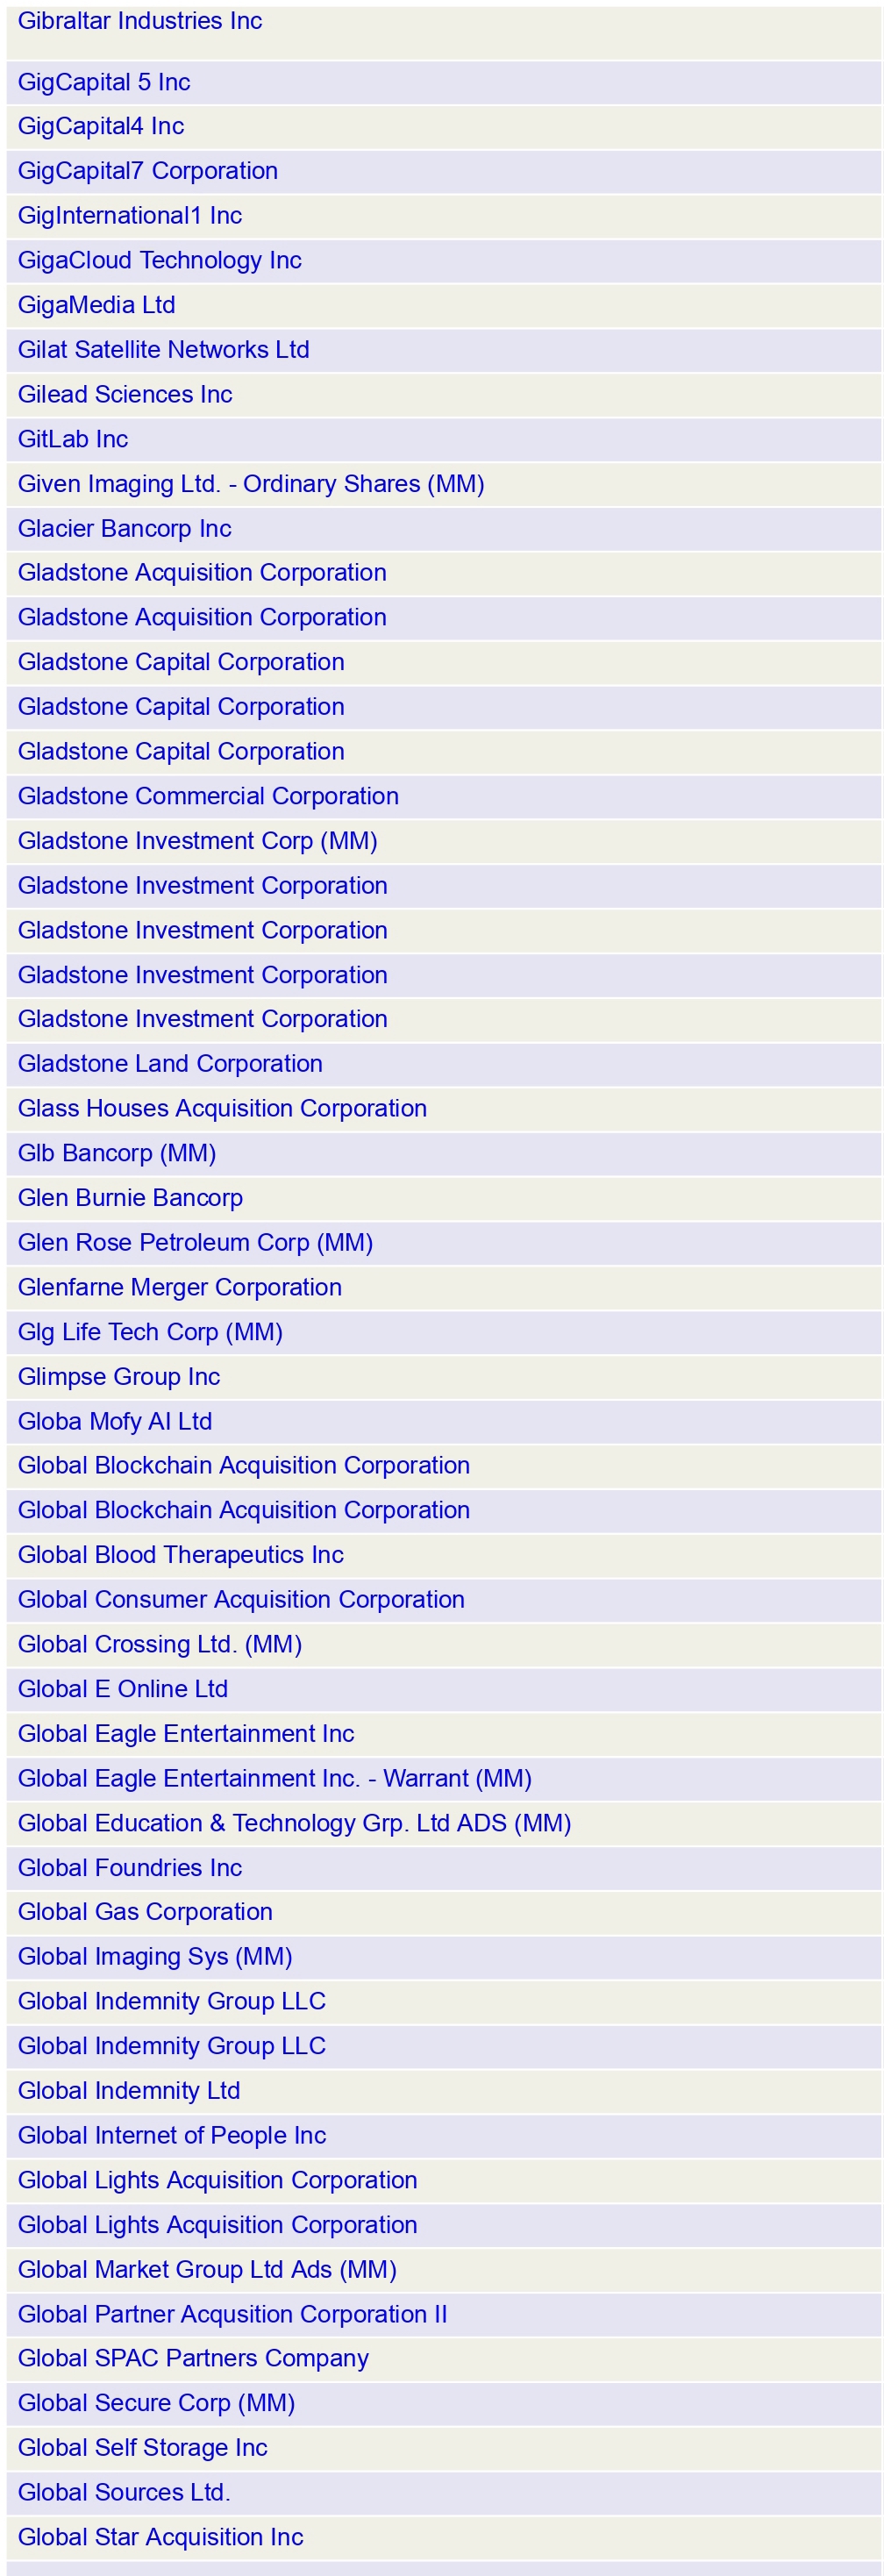 Gibraltar Industries Inc
GigCapital 5 Inc
GigCapital4 Inc
GigCapital7 Corporation
GigInternational1 Inc
GigaCloud Technology Inc
GigaMedia Ltd
Gilat Satellite Networks Ltd
Gilead Sciences Inc
GitLab Inc
Given Imaging Ltd. - Ordinary Shares (MM)
Glacier Bancorp Inc
Gladstone Acquisition Corporation
Gladstone Acquisition Corporation
Gladstone Capital Corporation
Gladstone Capital Corporation
Gladstone Capital Corporation
Gladstone Commercial Corporation
Gladstone Investment Corp (MM)
Gladstone Investment Corporation
Gladstone Investment Corporation
Gladstone Investment Corporation
Gladstone Investment Corporation
Gladstone Land Corporation
Glass Houses Acquisition Corporation
Glb Bancorp (MM)
Glen Burnie Bancorp
Glen Rose Petroleum Corp (MM)
Glenfarne Merger Corporation
Glg Life Tech Corp (MM)
Glimpse Group Inc
Globa Mofy AI Ltd
Global Blockchain Acquisition Corporation
Global Blockchain Acquisition Corporation
Global Blood Therapeutics Inc
Global Consumer Acquisition Corporation
Global Crossing Ltd. (MM)
Global E Online Ltd
Global Eagle Entertainment Inc
Global Eagle Entertainment Inc. - Warrant (MM)
Global Education & Technology Grp. Ltd ADS (MM)
Global Foundries Inc
Global Gas Corporation
Global Imaging Sys (MM)
Global Indemnity Group LLC
Global Indemnity Group LLC
Global Indemnity Ltd
Global Internet of People Inc
Global Lights Acquisition Corporation
Global Lights Acquisition Corporation
Global Market Group Ltd Ads (MM)
Global Partner Acqusition Corporation II
Global SPAC Partners Company
Global Secure Corp (MM)
Global Self Storage Inc
Global Sources Ltd.
Global Star Acquisition Inc